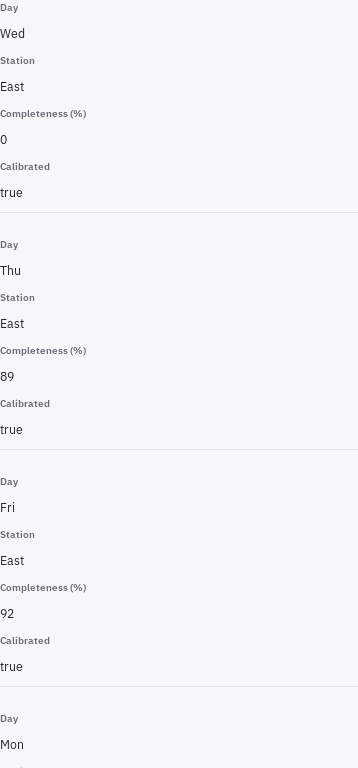 Day
Wed
Station
East
Completeness (%)
0
Calibrated
true
Day
Thu
Station
East
Completeness (%)
89
Calibrated
true
Day
Fri
Station
East
Completeness (%)
92
Calibrated
true
Day
Mon